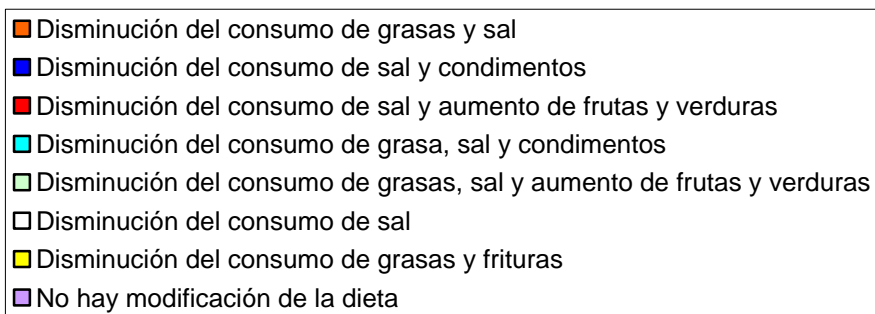 Disminución del consumo de grasas y sal
Disminución del consumo de sal y condimentos
Disminución del consumo de sal y aumento de frutas y verduras
Disminución del consumo de grasa, sal y condimentos
Disminución del consumo de grasas, sal y aumento de frutas y verduras
Disminución del consumo de sal
Disminución del consumo de grasas y frituras
No hay modificación de la dieta